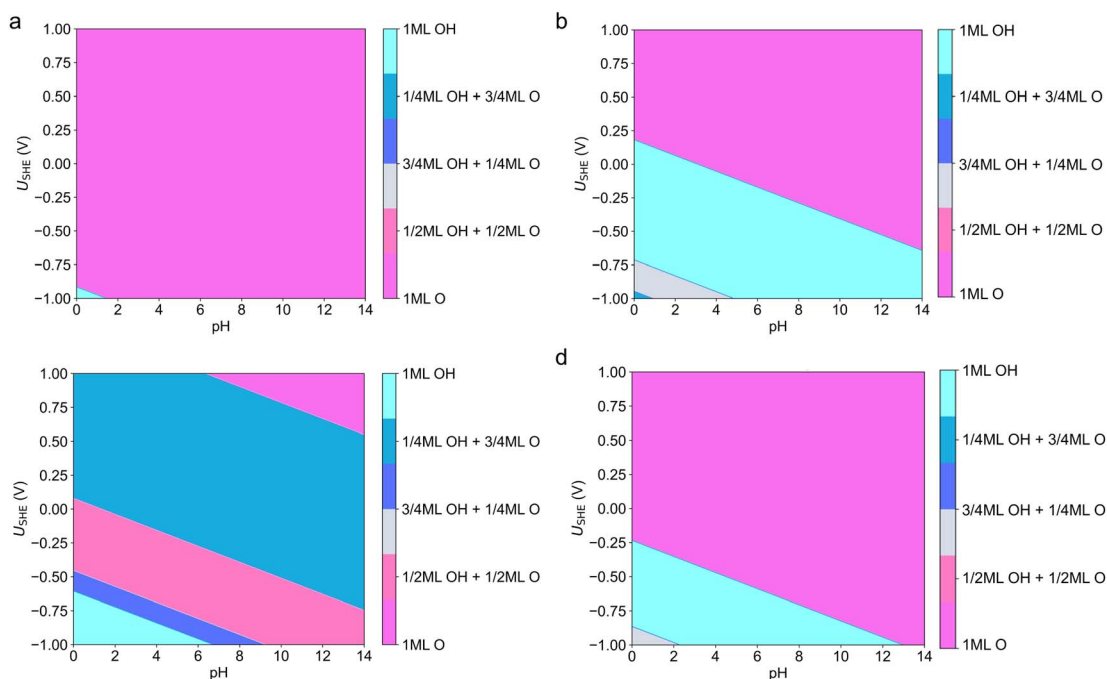 a
1.00
0.75
0.50
0.25
0.00
−0.25
−0.50
−0.75
−1.00
U_SHE (V)
0 2 4 6 8 10 12 14
pH
1ML OH
1/4ML OH + 3/4ML O
3/4ML OH + 1/4ML O
1/2ML OH + 1/2ML O
1ML O
b
1.00
0.75
0.50
0.25
0.00
−0.25
−0.50
−0.75
−1.00
U_SHE (V)
0 2 4 6 8 10 12 14
pH
1ML OH
1/4ML OH + 3/4ML O
3/4ML OH + 1/4ML O
1/2ML OH + 1/2ML O
1ML O
1.00
0.75
0.50
0.25
0.00
−0.25
−0.50
−0.75
−1.00
U_SHE (V)
0 2 4 6 8 10 12 14
pH
1ML OH
1/4ML OH + 3/4ML O
3/4ML OH + 1/4ML O
1/2ML OH + 1/2ML O
1ML O
d
1.00
0.75
0.50
0.25
0.00
−0.25
−0.50
−0.75
−1.00
U_SHE (V)
0 2 4 6 8 10 12 14
pH
1ML OH
1/4ML OH + 3/4ML O
3/4ML OH + 1/4ML O
1/2ML OH + 1/2ML O
1ML O